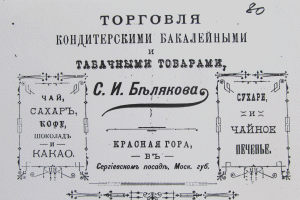 80
ТОРГОВЛЯ
КОНДИТЕРСКИМИ БАКАЛЕЙНЫМИ
И
ТАБАЧНЫМИ ТОВАРАМИ,
С. И. Бѣлякова.
КРАСНАЯ ГОРА,
ВЪ
Сергіевскомъ посадѣ, Моск. губ.
ЧАЙ,
САХАРЪ,
КОФЕ,
ШОКОЛАДЪ
И
КАКАО.
СУХАРИ,
И
ЧАЙНОЕ
ПЕЧЕНЬЕ.